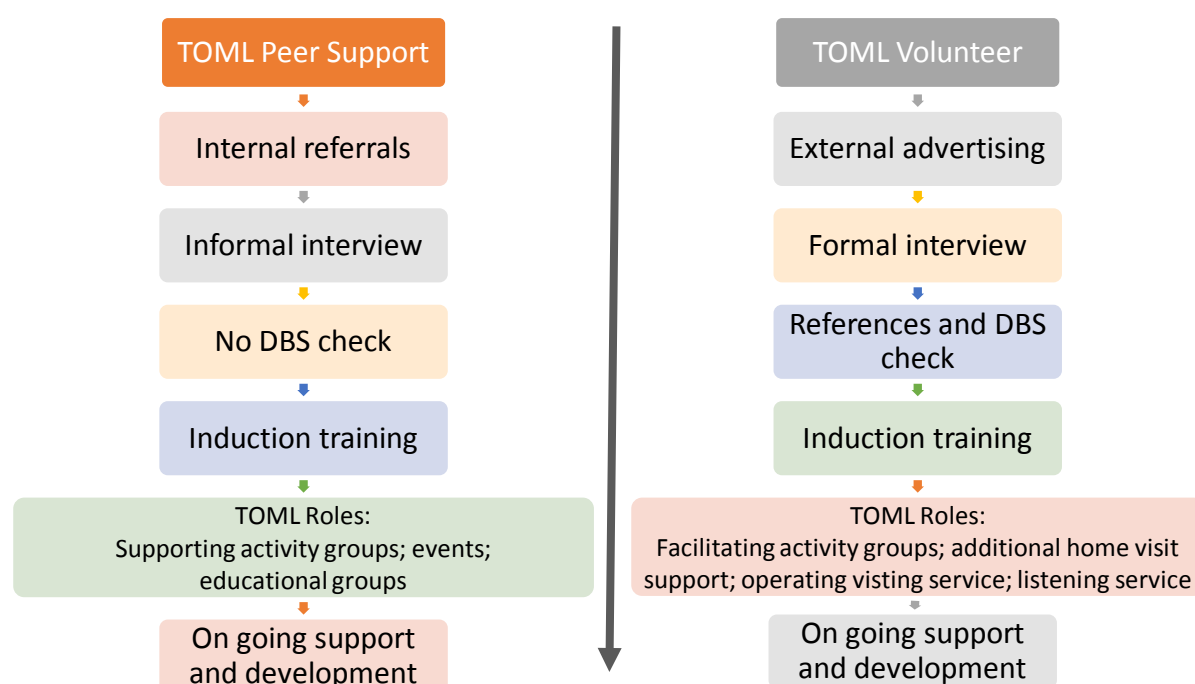 TOML Peer Support
Internal referrals
Informal interview
No DBS check
Induction training
TOML Roles:
Supporting activity groups; events;
educational groups
On going support
and development
TOML Volunteer
External advertising
Formal interview
References and DBS
check
Induction training
TOML Roles:
Facilitating activity groups; additional home visit
support; operating visting service; listening service
On going support
and development